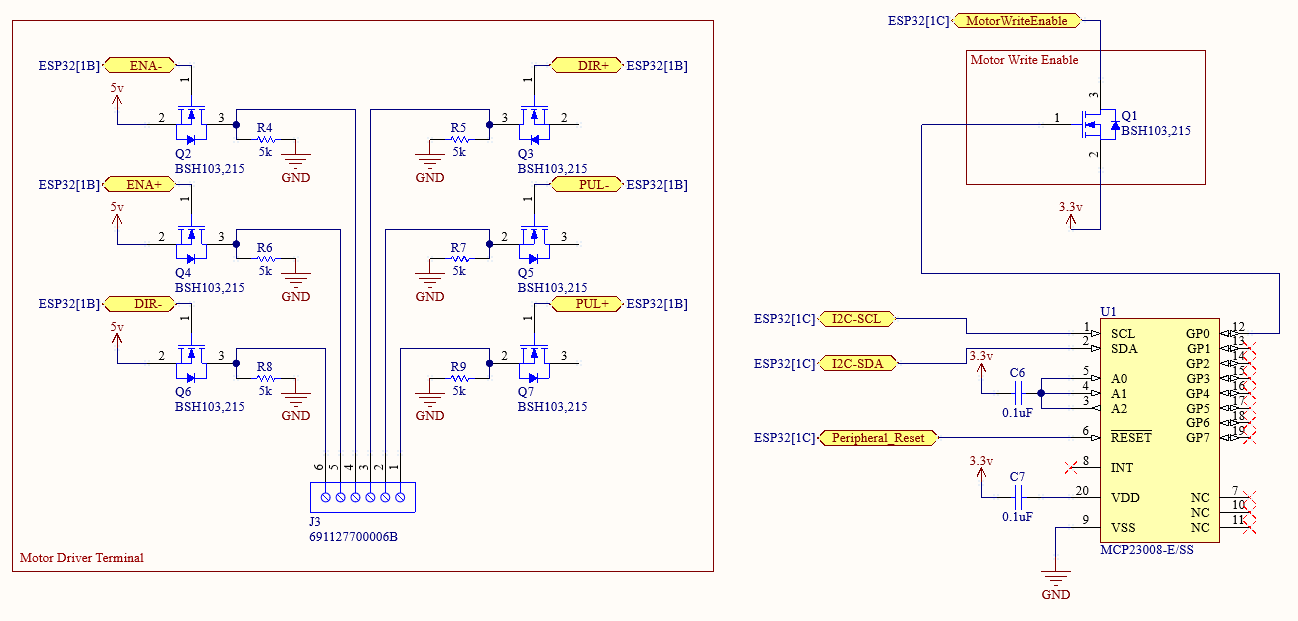 ESP32[1B] ENA-
1
5v
2 3
R4
5k
GND
Q2
BSH103,215
ESP32[1B] ENA+
1
5v
2 3
R6
5k
GND
Q4
BSH103,215
ESP32[1B] DIR-
1
5v
2 3
R8
5k
GND
Q6
BSH103,215
DIR+ ESP32[1B]
1
3 2
R5
5k
GND
Q3
BSH103,215
PUL- ESP32[1B]
1
2 3
R7
5k
GND
Q5
BSH103,215
PUL+ ESP32[1B]
1
2 3
R9
5k
GND
Q7
BSH103,215
6 5 4 3 2 1
J3
691127700006B
Motor Driver Terminal
ESP32[1C] MotorWriteEnable
Motor Write Enable
3
1
Q1
BSH103,215
2
3.3v
U1
ESP32[1C] I2C-SCL
1 SCL GP0 12
2 SDA GP1 13
ESP32[1C] I2C-SDA
3.3v
GP2 14
C6
0.1uF
5 A0 GP3 15
4 A1 GP4 16
3 A2 GP5 17
GP6 18
ESP32[1C] Peripheral_Reset
6 RESET GP7 19
8 INT
3.3v
C7
0.1uF
20 VDD NC 7
NC 10
9 VSS NC 11
MCP23008-E/SS
GND